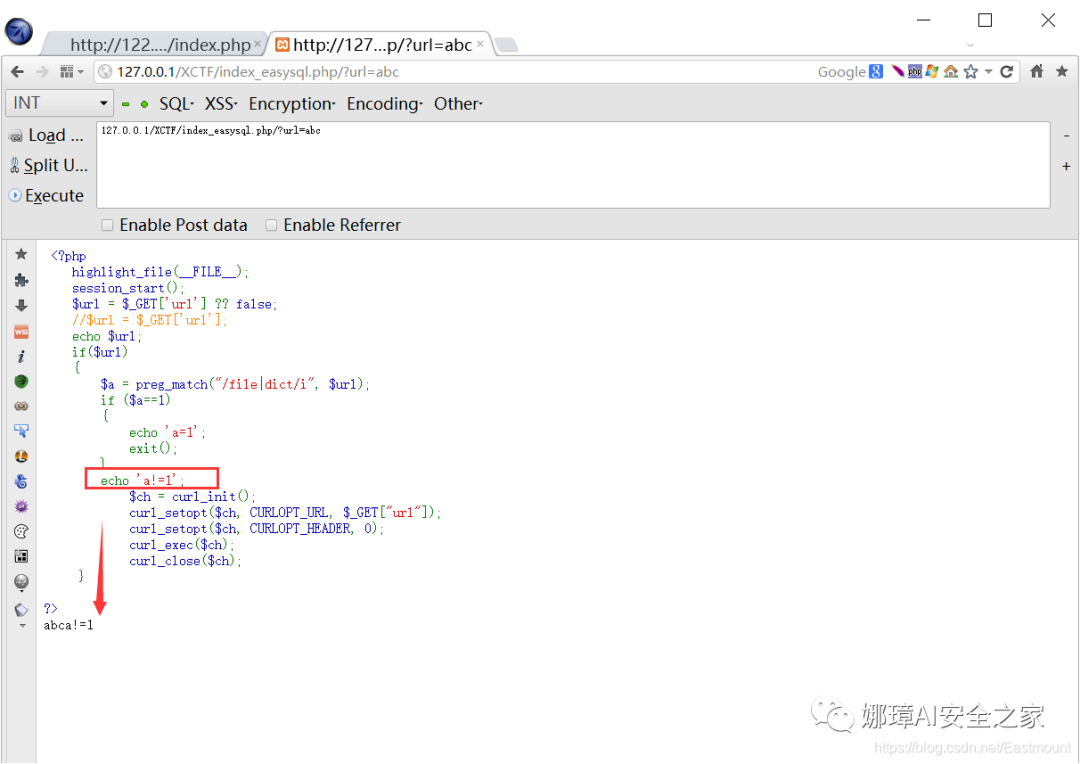 http://122..../index.php ×
http://127...p/?url=abc ×
127.0.0.1/XCTF/index_easysql.php/?url=abc
Google
INT
SQL
XSS
Encryption
Encoding
Other
Load ...
127.0.0.1/XCTF/index_easysql.php/?url=abc
Split U...
Execute
-
+
Enable Post data
Enable Referrer
<?php
highlight_file(__FILE__);
session_start();
$url = $_GET['url'] ?? false;
//$url = $_GET['url'];
echo $url;
if($url)
{
$a = preg_match("/file|dict/i", $url);
if ($a==1)
{
echo 'a=1';
exit();
}
echo 'a!=1';
$ch = curl_init();
curl_setopt($ch, CURLOPT_URL, $_GET["url"]);
curl_setopt($ch, CURLOPT_HEADER, 0);
curl_exec($ch);
curl_close($ch);
}
?>
abca!=1
娜璋AI安全之家
https://blog.csdn.net/Eastmount